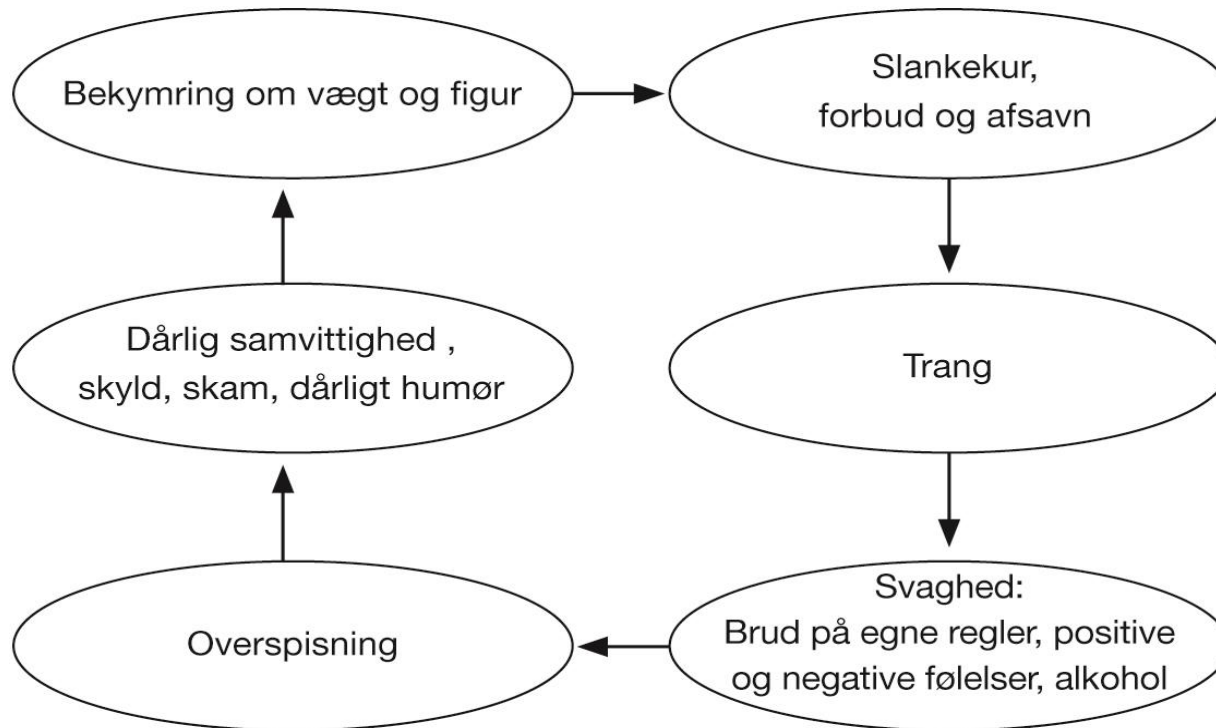 Bekymring om vægt og figur
Slankekur,
forbud og afsavn
Trang
Svaghed:
Brud på egne regler, positive
og negative følelser, alkohol
Overspisning
Dårlig samvittighed ,
skyld, skam, dårligt humør